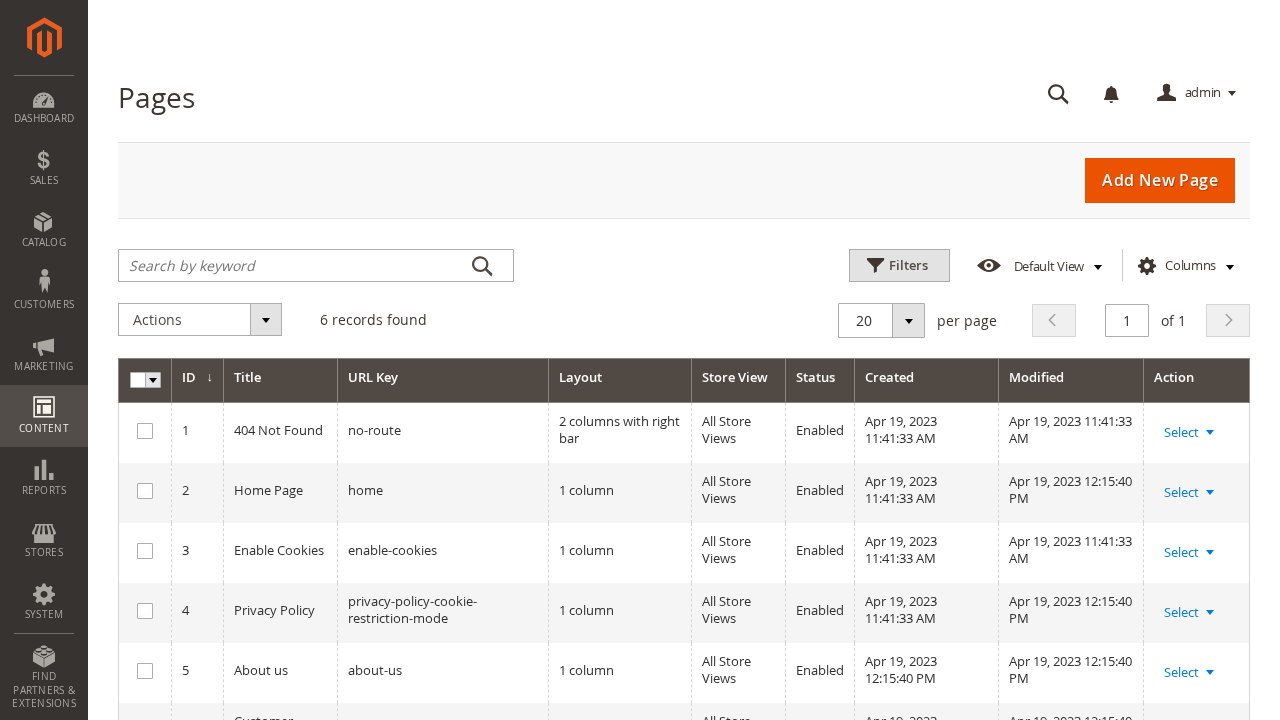 Pages
admin
Add New Page
Search by keyword
Filters
Default View
Columns
Actions
6 records found
20
per page
1
of 1
DASHBOARD
SALES
CATALOG
CUSTOMERS
MARKETING
CONTENT
REPORTS
STORES
SYSTEM
FIND
PARTNERS &
EXTENSIONS
ID ↓ Title URL Key Layout Store View Status Created Modified Action
1 404 Not Found no-route 2 columns with right bar All Store Views Enabled Apr 19, 2023 11:41:33 AM Apr 19, 2023 11:41:33 AM Select
2 Home Page home 1 column All Store Views Enabled Apr 19, 2023 11:41:33 AM Apr 19, 2023 12:15:40 PM Select
3 Enable Cookies enable-cookies 1 column All Store Views Enabled Apr 19, 2023 11:41:33 AM Apr 19, 2023 11:41:33 AM Select
4 Privacy Policy privacy-policy-cookie-restriction-mode 1 column All Store Views Enabled Apr 19, 2023 11:41:33 AM Apr 19, 2023 12:15:40 PM Select
5 About us about-us 1 column All Store Views Enabled Apr 19, 2023 12:15:40 PM Apr 19, 2023 12:15:40 PM Select